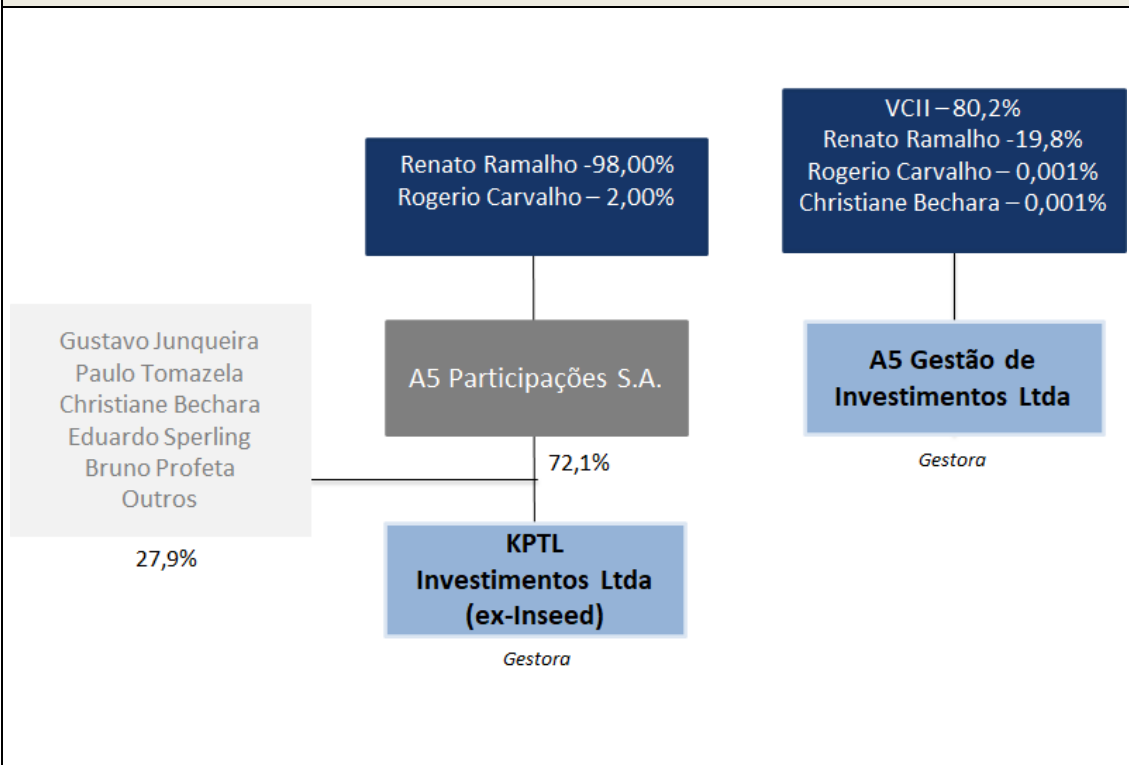 VCII – 80,2%
Renato Ramalho -19,8%
Rogerio Carvalho – 0,001%
Christiane Bechara – 0,001%
Renato Ramalho -98,00%
Rogerio Carvalho – 2,00%
Gustavo Junqueira
Paulo Tomazela
Christiane Bechara
Eduardo Sperling
Bruno Profeta
Outros
27,9%
A5 Participações S.A.
72,1%
KPTL
Investimentos Ltda
(ex-Inseed)
Gestora
A5 Gestão de
Investimentos Ltda
Gestora